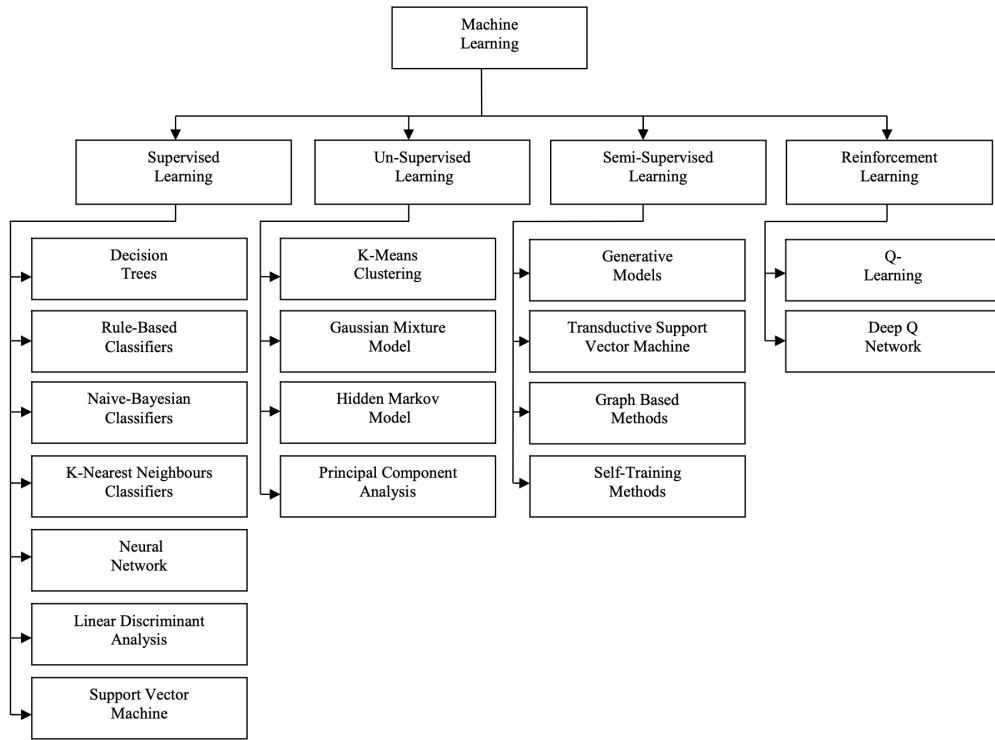 Machine
Learning
Supervised
Learning
Un-Supervised
Learning
Semi-Supervised
Learning
Reinforcement
Learning
Decision
Trees
Rule-Based
Classifiers
Naive-Bayesian
Classifiers
K-Nearest Neighbours
Classifiers
Neural
Network
Linear Discriminant
Analysis
Support Vector
Machine
K-Means
Clustering
Gaussian Mixture
Model
Hidden Markov
Model
Principal Component
Analysis
Generative
Models
Transductive Support
Vector Machine
Graph Based
Methods
Self-Training
Methods
Q-
Learning
Deep Q
Network